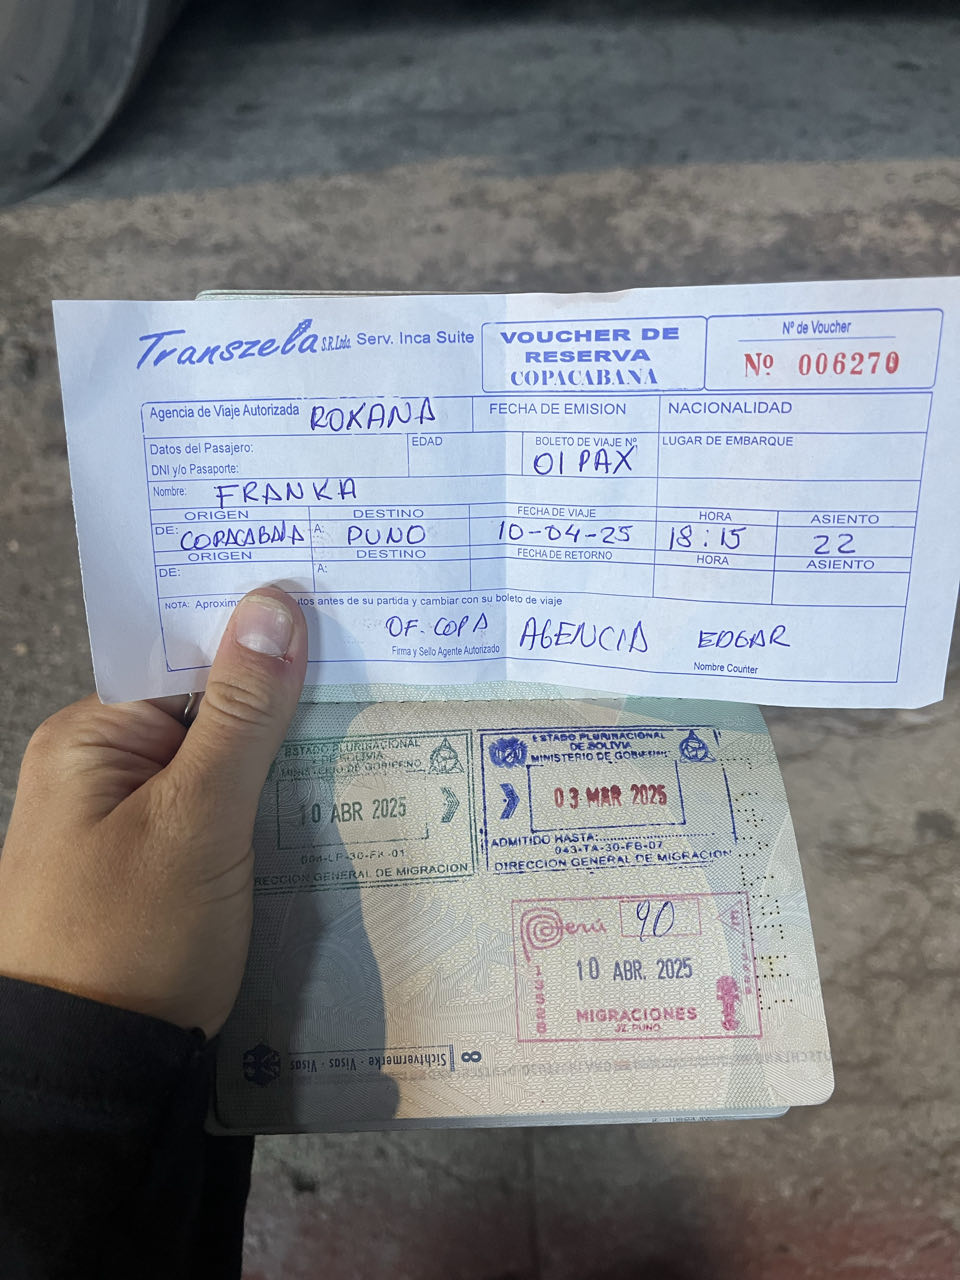 Transzela S.R.Ltda. Serv. Inca Suite
VOUCHER DE RESERVA COPACABANA
Nº de Voucher
Nº 006270
Agencia de Viaje Autorizada ROXANA FECHA DE EMISION NACIONALIDAD
Datos del Pasajero: EDAD BOLETO DE VIAJE Nº LUGAR DE EMBARQUE
DNI y/o Pasaporte: 01 PAX
Nombre: FRANKA
ORIGEN DESTINO FECHA DE VIAJE HORA ASIENTO
DE: COPACABANA A: PUNO 10-04-25 18:15 22
ORIGEN DESTINO FECHA DE RETORNO HORA ASIENTO
DE: A:
NOTA: antes de su partida y cambiar con su boleto de viaje
OF. COPA AGENCIA EDGAR
Firma y Sello Agente Autorizado Nombre Counter
ESTADO PLURINACIONAL
DE BOLIVIA
MINISTERIO DE GOBIERNO
10 ABR 2025
DIRECCION GENERAL DE MIGRACION
ESTADO PLURINACIONAL
DE BOLIVIA
MINISTERIO DE GOBIERNO
03 MAR 2025
ADMITIDO HASTA:
043-TA-30-FB-07
DIRECCION GENERAL DE MIGRACION
Perú 90
E
10 ABR. 2025
MIGRACIONES
JZ. PUNO
Sichtvermerke · Visas · Visas
8